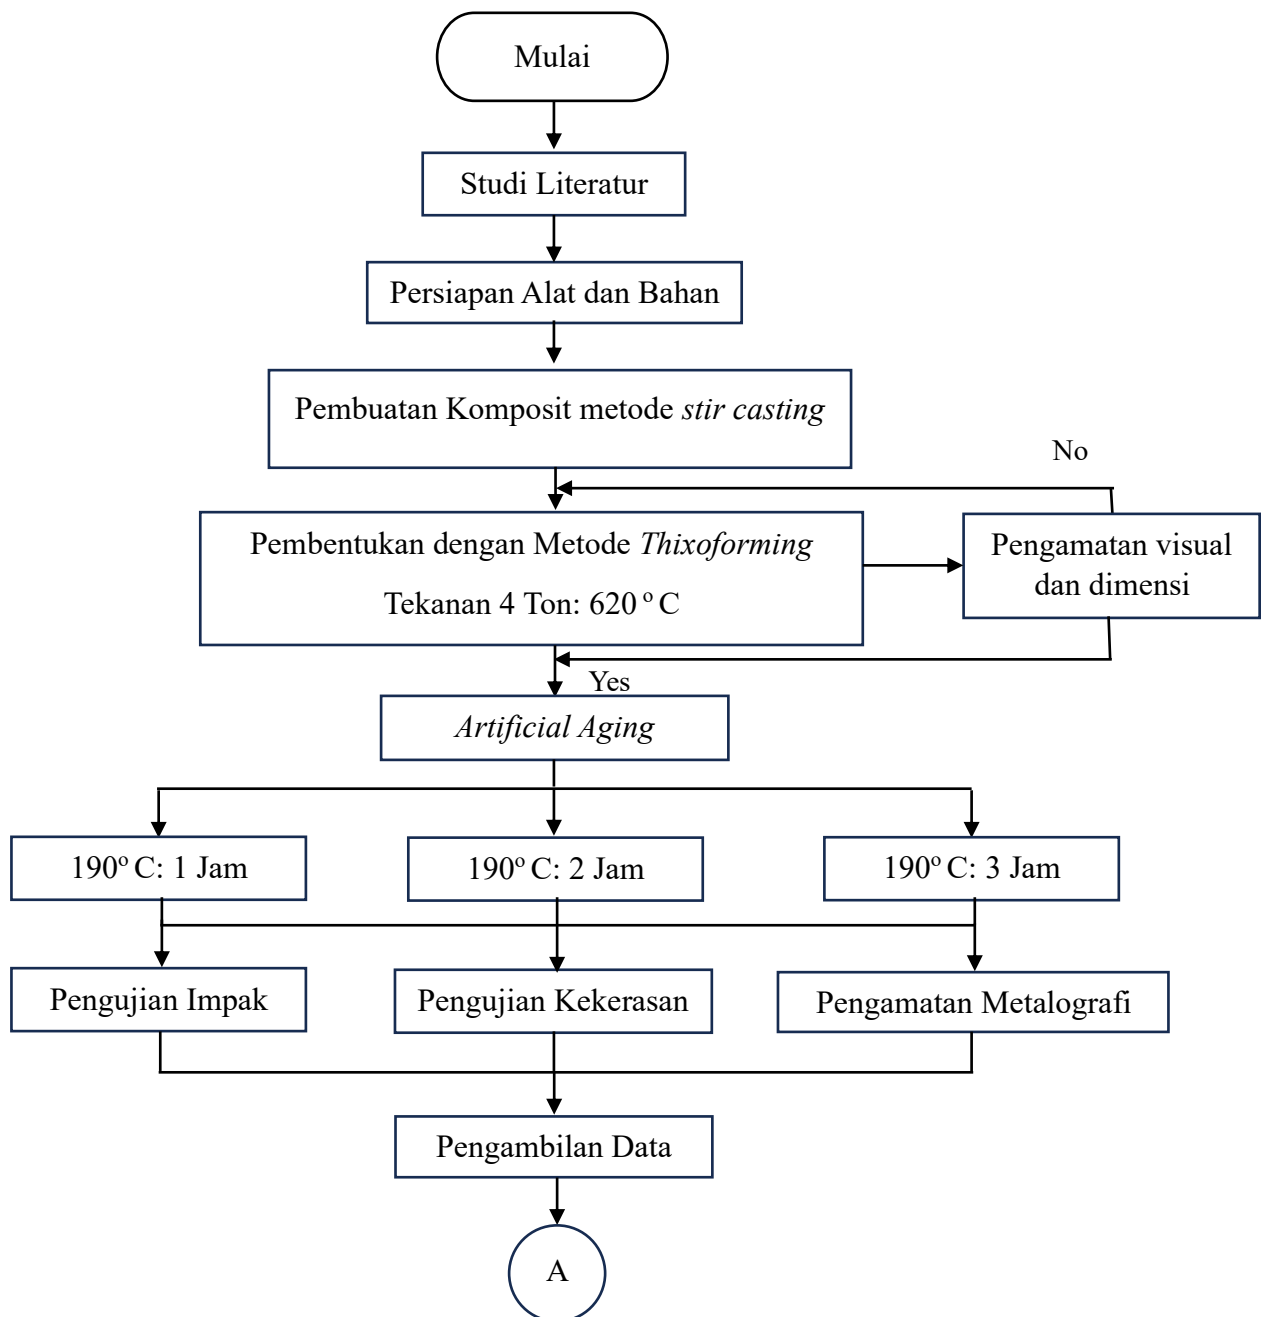 Mulai
Studi Literatur
Persiapan Alat dan Bahan
Pembuatan Komposit metode stir casting
No
Pembentukan dengan Metode Thixoforming
Tekanan 4 Ton: 620 º C
Pengamatan visual
dan dimensi
Yes
Artificial Aging
190º C: 1 Jam
190º C: 2 Jam
190º C: 3 Jam
Pengujian Impak
Pengujian Kekerasan
Pengamatan Metalografi
Pengambilan Data
A